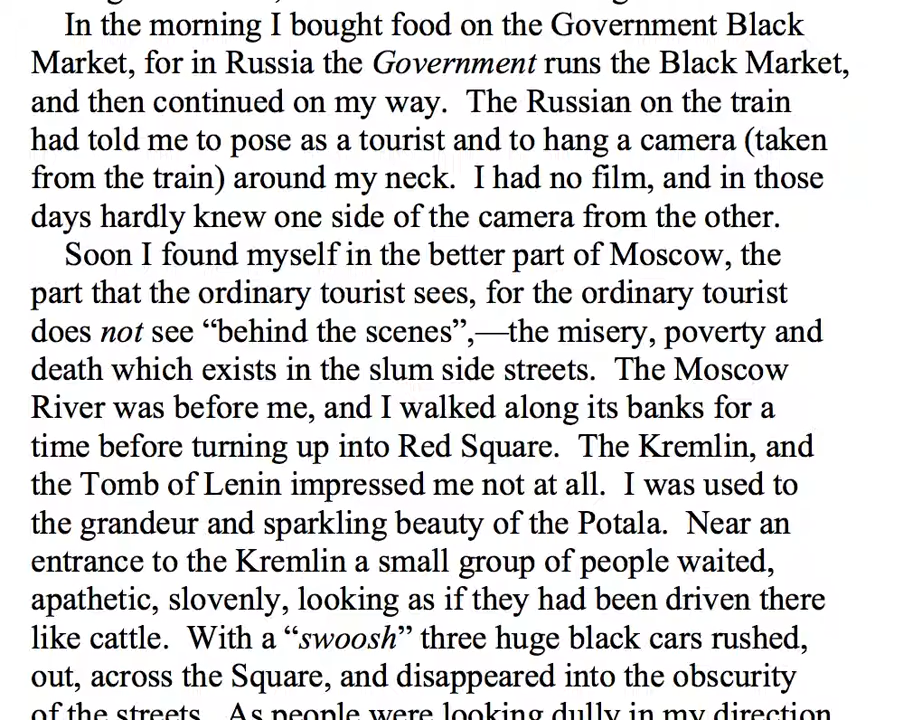 In the morning I bought food on the Government Black
Market, for in Russia the Government runs the Black Market,
and then continued on my way.  The Russian on the train
had told me to pose as a tourist and to hang a camera (taken
from the train) around my neck.  I had no film, and in those
days hardly knew one side of the camera from the other.
Soon I found myself in the better part of Moscow, the
part that the ordinary tourist sees, for the ordinary tourist
does not see “behind the scenes”,—the misery, poverty and
death which exists in the slum side streets.  The Moscow
River was before me, and I walked along its banks for a
time before turning up into Red Square.  The Kremlin, and
the Tomb of Lenin impressed me not at all.  I was used to
the grandeur and sparkling beauty of the Potala.  Near an
entrance to the Kremlin a small group of people waited,
apathetic, slovenly, looking as if they had been driven there
like cattle.  With a “swoosh” three huge black cars rushed,
out, across the Square, and disappeared into the obscurity
of the streets.  As people were looking dully in my direction